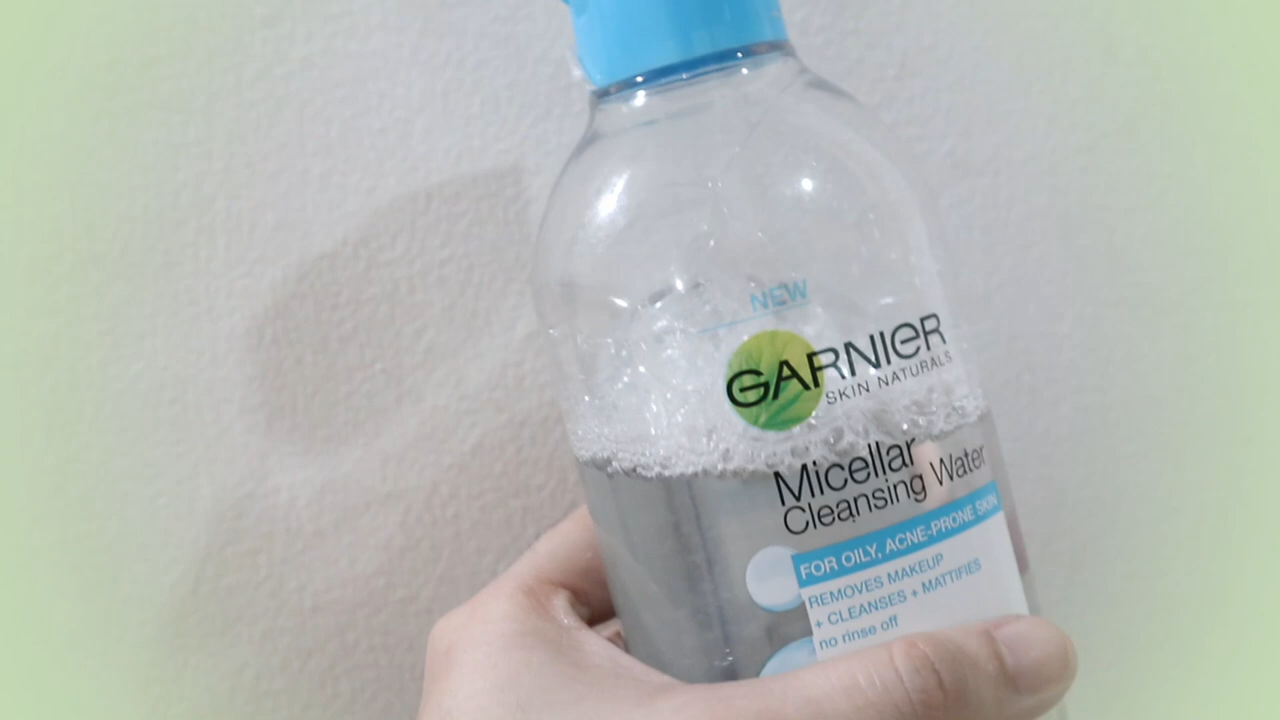 NEW
GARNIER
SKIN NATURALS
Micellar
Cleansing Water
FOR OILY, ACNE-PRONE SKIN
REMOVES MAKEUP
+ CLEANSES + MATTIFIES
no rinse off